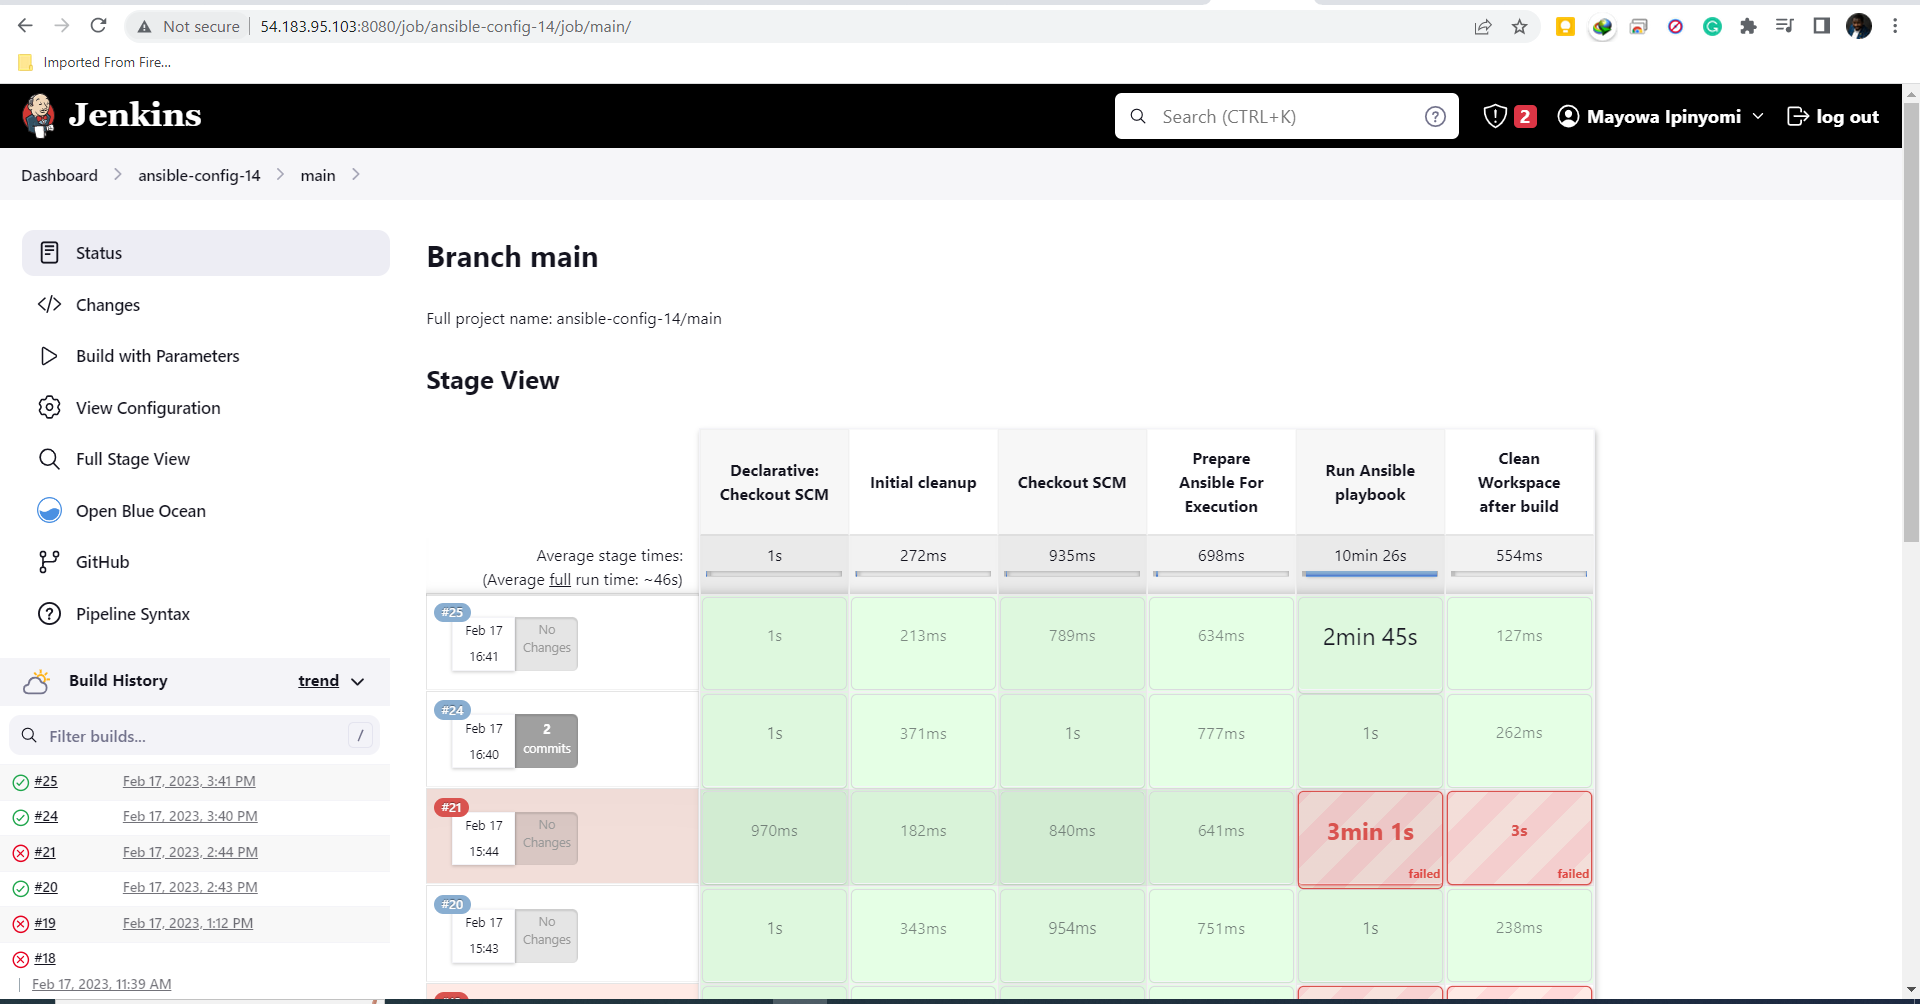 Not secure
54.183.95.103:8080/job/ansible-config-14/job/main/
Imported From Fire...
Jenkins
Search (CTRL+K)
?
2
Mayowa Ipinyomi
log out
Dashboard
ansible-config-14
main
Status
Changes
Build with Parameters
View Configuration
Full Stage View
Open Blue Ocean
GitHub
Pipeline Syntax
Build History
trend
Filter builds...
/
#25
Feb 17, 2023, 3:41 PM
#24
Feb 17, 2023, 3:40 PM
#21
Feb 17, 2023, 2:44 PM
#20
Feb 17, 2023, 2:43 PM
#19
Feb 17, 2023, 1:12 PM
#18
Feb 17, 2023, 11:39 AM
Branch main
Full project name: ansible-config-14/main
Stage View
Declarative:
Checkout SCM
Initial cleanup
Checkout SCM
Prepare
Ansible For
Execution
Run Ansible
playbook
Clean
Workspace
after build
Average stage times:
(Average full run time: ~46s)
1s
272ms
935ms
698ms
10min 26s
554ms
#25
Feb 17
16:41
No
Changes
1s
213ms
789ms
634ms
2min 45s
127ms
#24
Feb 17
16:40
2
commits
1s
371ms
1s
777ms
1s
262ms
#21
Feb 17
15:44
No
Changes
970ms
182ms
840ms
641ms
3min 1s
failed
3s
failed
#20
Feb 17
15:43
No
Changes
1s
343ms
954ms
751ms
1s
238ms